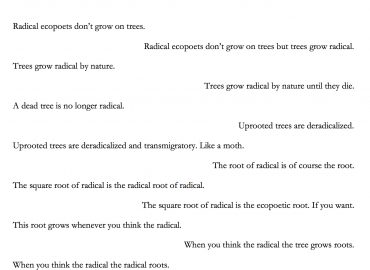 Radical ecopoets don’t grow on trees.
Radical ecopoets don’t grow on trees but trees grow radical.
Trees grow radical by nature.
Trees grow radical by nature until they die.
A dead tree is no longer radical.
Uprooted trees are deradicalized.
Uprooted trees are deradicalized and transmigratory. Like a moth.
The root of radical is of course the root.
The square root of radical is the radical root of radical.
The square root of radical is the ecopoetic root. If you want.
This root grows whenever you think the radical.
When you think the radical the tree grows roots.
When you think the radical the radical roots.